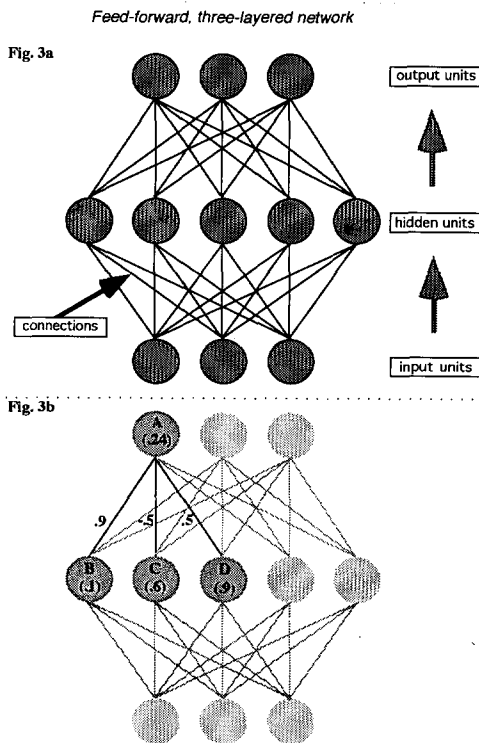 Feed-forward, three-layered network
Fig. 3a
output units
hidden units
connections
input units
Fig. 3b
A
(.24)
.9
-.5
.5
B
(.1)
C
(.6)
D
(.9)